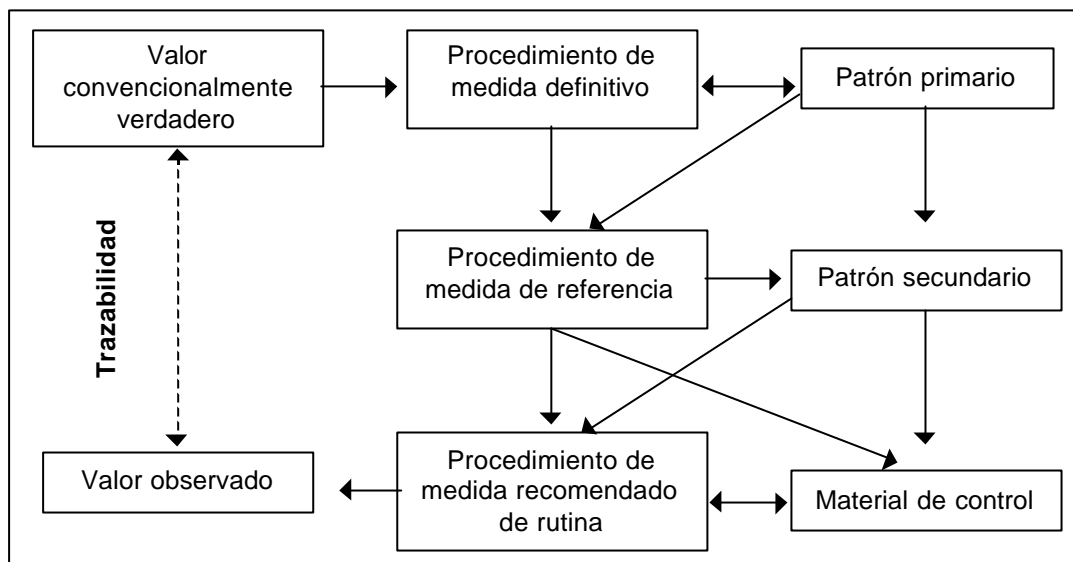 Valor
convencionalmente
verdadero
Procedimiento de
medida definitivo
Patrón primario
Trazabilidad
Procedimiento de
medida de referencia
Patrón secundario
Valor observado
Procedimiento de
medida recomendado
de rutina
Material de control